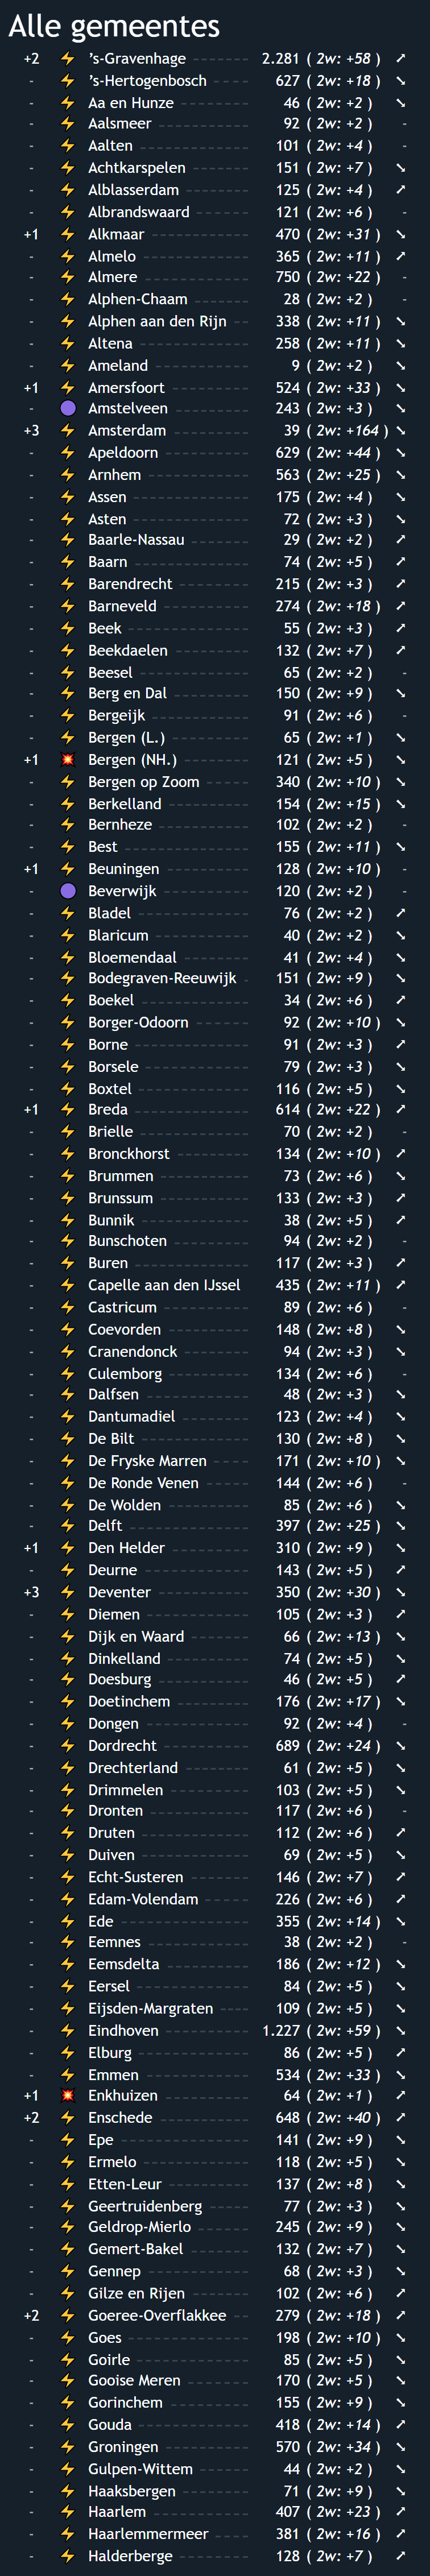 Alle gemeentes
+2 ’s-Gravenhage 2.281 ( 2w: +58 )
- ’s-Hertogenbosch 627 ( 2w: +18 )
- Aa en Hunze 46 ( 2w: +2 )
- Aalsmeer 92 ( 2w: +2 ) -
- Aalten 101 ( 2w: +4 ) -
- Achtkarspelen 151 ( 2w: +7 )
- Alblasserdam 125 ( 2w: +4 )
- Albrandswaard 121 ( 2w: +6 ) -
+1 Alkmaar 470 ( 2w: +31 )
- Almelo 365 ( 2w: +11 )
- Almere 750 ( 2w: +22 ) -
- Alphen-Chaam 28 ( 2w: +2 ) -
- Alphen aan den Rijn 338 ( 2w: +11 )
- Altena 258 ( 2w: +11 )
- Ameland 9 ( 2w: +2 )
+1 Amersfoort 524 ( 2w: +33 )
- Amstelveen 243 ( 2w: +3 )
+3 Amsterdam 39 ( 2w: +164 )
- Apeldoorn 629 ( 2w: +44 )
- Arnhem 563 ( 2w: +25 )
- Assen 175 ( 2w: +4 )
- Asten 72 ( 2w: +3 )
- Baarle-Nassau 29 ( 2w: +2 )
- Baarn 74 ( 2w: +5 )
- Barendrecht 215 ( 2w: +3 )
- Barneveld 274 ( 2w: +18 )
- Beek 55 ( 2w: +3 )
- Beekdaelen 132 ( 2w: +7 )
- Beesel 65 ( 2w: +2 ) -
- Berg en Dal 150 ( 2w: +9 )
- Bergeijk 91 ( 2w: +6 ) -
- Bergen (L.) 65 ( 2w: +1 )
+1 Bergen (NH.) 121 ( 2w: +5 )
- Bergen op Zoom 340 ( 2w: +10 )
- Berkelland 154 ( 2w: +15 )
- Bernheze 102 ( 2w: +2 ) -
- Best 155 ( 2w: +11 )
+1 Beuningen 128 ( 2w: +10 ) -
- Beverwijk 120 ( 2w: +2 ) -
- Bladel 76 ( 2w: +2 )
- Blaricum 40 ( 2w: +2 )
- Bloemendaal 41 ( 2w: +4 )
- Bodegraven-Reeuwijk 151 ( 2w: +9 )
- Boekel 34 ( 2w: +6 )
- Borger-Odoorn 92 ( 2w: +10 )
- Borne 91 ( 2w: +3 )
- Borsele 79 ( 2w: +3 )
- Boxtel 116 ( 2w: +5 )
+1 Breda 614 ( 2w: +22 )
- Brielle 70 ( 2w: +2 ) -
- Bronckhorst 134 ( 2w: +10 )
- Brummen 73 ( 2w: +6 )
- Brunssum 133 ( 2w: +3 )
- Bunnik 38 ( 2w: +5 )
- Bunschoten 94 ( 2w: +2 ) -
- Buren 117 ( 2w: +3 )
- Capelle aan den IJssel 435 ( 2w: +11 )
- Castricum 89 ( 2w: +6 ) -
- Coevorden 148 ( 2w: +8 )
- Cranendonck 94 ( 2w: +3 )
- Culemborg 134 ( 2w: +6 ) -
- Dalfsen 48 ( 2w: +3 )
- Dantumadiel 123 ( 2w: +4 )
- De Bilt 130 ( 2w: +8 )
- De Fryske Marren 171 ( 2w: +10 )
- De Ronde Venen 144 ( 2w: +6 ) -
- De Wolden 85 ( 2w: +6 )
- Delft 397 ( 2w: +25 )
+1 Den Helder 310 ( 2w: +9 )
- Deurne 143 ( 2w: +5 )
+3 Deventer 350 ( 2w: +30 )
- Diemen 105 ( 2w: +3 )
- Dijk en Waard 66 ( 2w: +13 )
- Dinkelland 74 ( 2w: +5 )
- Doesburg 46 ( 2w: +5 )
- Doetinchem 176 ( 2w: +17 )
- Dongen 92 ( 2w: +4 ) -
- Dordrecht 689 ( 2w: +24 )
- Drechterland 61 ( 2w: +5 )
- Drimmelen 103 ( 2w: +5 )
- Dronten 117 ( 2w: +6 ) -
- Druten 112 ( 2w: +6 )
- Duiven 69 ( 2w: +5 )
- Echt-Susteren 146 ( 2w: +7 )
- Edam-Volendam 226 ( 2w: +6 )
- Ede 355 ( 2w: +14 )
- Eemnes 38 ( 2w: +2 ) -
- Eemsdelta 186 ( 2w: +12 )
- Eersel 84 ( 2w: +5 )
- Eijsden-Margraten 109 ( 2w: +5 )
- Eindhoven 1.227 ( 2w: +59 )
- Elburg 86 ( 2w: +5 )
- Emmen 534 ( 2w: +33 )
+1 Enkhuizen 64 ( 2w: +1 )
+2 Enschede 648 ( 2w: +40 )
- Epe 141 ( 2w: +9 )
- Ermelo 118 ( 2w: +5 )
- Etten-Leur 137 ( 2w: +8 )
- Geertruidenberg 77 ( 2w: +3 )
- Geldrop-Mierlo 245 ( 2w: +9 )
- Gemert-Bakel 132 ( 2w: +7 )
- Gennep 68 ( 2w: +3 )
- Gilze en Rijen 102 ( 2w: +6 )
+2 Goeree-Overflakkee 279 ( 2w: +18 )
- Goes 198 ( 2w: +10 )
- Goirle 85 ( 2w: +5 )
- Gooise Meren 170 ( 2w: +5 )
- Gorinchem 155 ( 2w: +9 )
- Gouda 418 ( 2w: +14 )
- Groningen 570 ( 2w: +34 )
- Gulpen-Wittem 44 ( 2w: +2 )
- Haaksbergen 71 ( 2w: +9 )
- Haarlem 407 ( 2w: +23 )
- Haarlemmermeer 381 ( 2w: +16 )
- Halderberge 128 ( 2w: +7 )